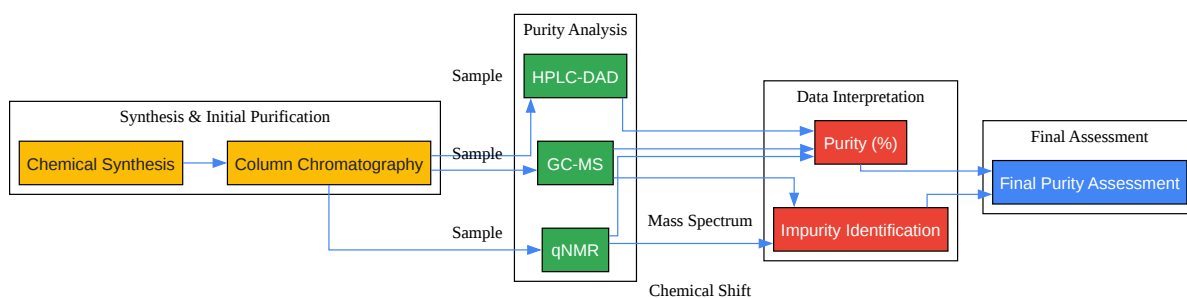 Synthesis & Initial Purification
Chemical Synthesis
Column Chromatography
Sample
Sample
Sample
Purity Analysis
HPLC-DAD
GC-MS
qNMR
Mass Spectrum
Chemical Shift
Data Interpretation
Purity (%)
Impurity Identification
Final Assessment
Final Purity Assessment